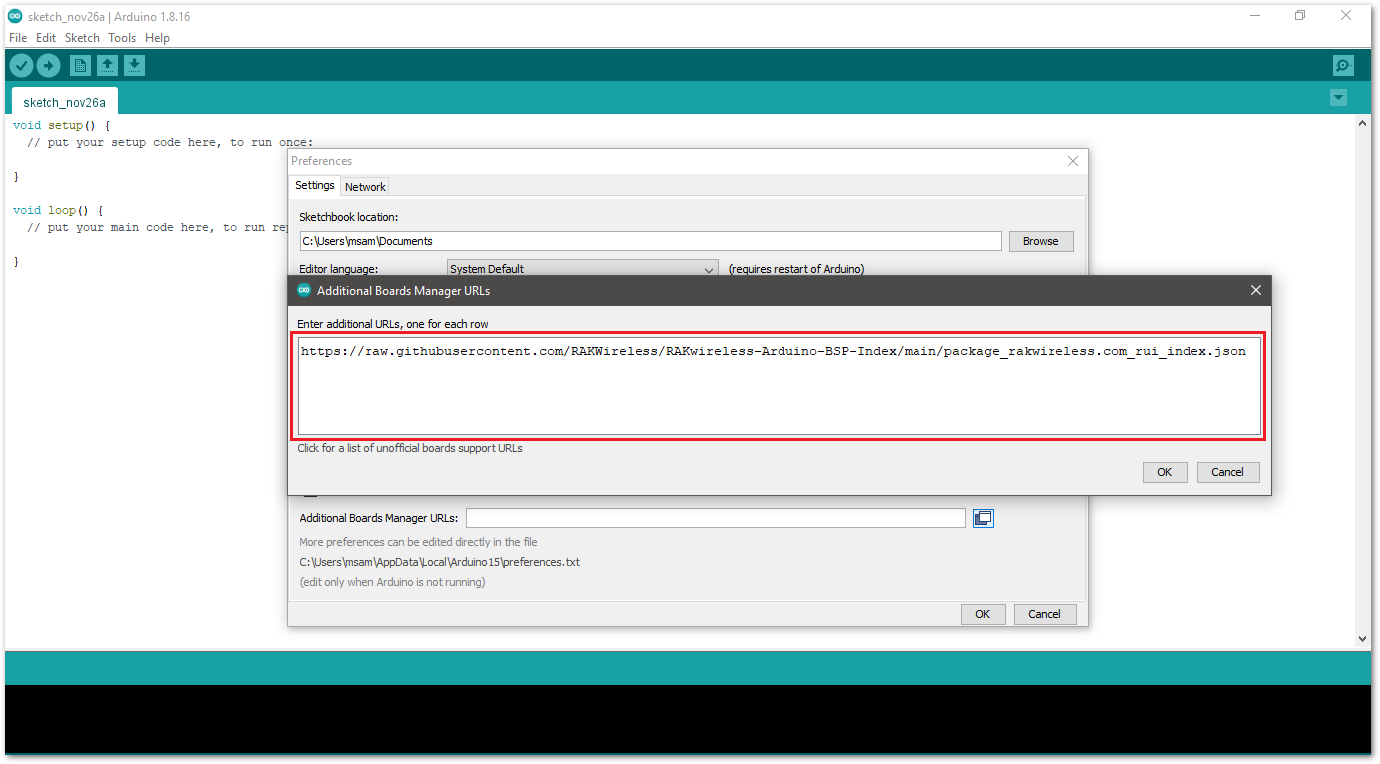 sketch_nov26a | Arduino 1.8.16
File Edit Sketch Tools Help
sketch_nov26a
void setup() {
// put your setup code here, to run once:
}
void loop() {
// put your main code here, to run
}
Preferences
Settings Network
Sketchbook location:
C:\Users\msam\Documents Browse
Editor language: System Default (requires restart of Arduino)
Additional Boards Manager URLs
Enter additional URLs, one for each row
https://raw.githubusercontent.com/RAKWireless/RAKwireless-Arduino-BSP-Index/main/package_rakwireless.com_rui_index.json
Click for a list of unofficial boards support URLs
OK Cancel
Additional Boards Manager URLs:
More preferences can be edited directly in the file
C:\Users\msam\AppData\Local\Arduino15\preferences.txt
(edit only when Arduino is not running)
OK Cancel